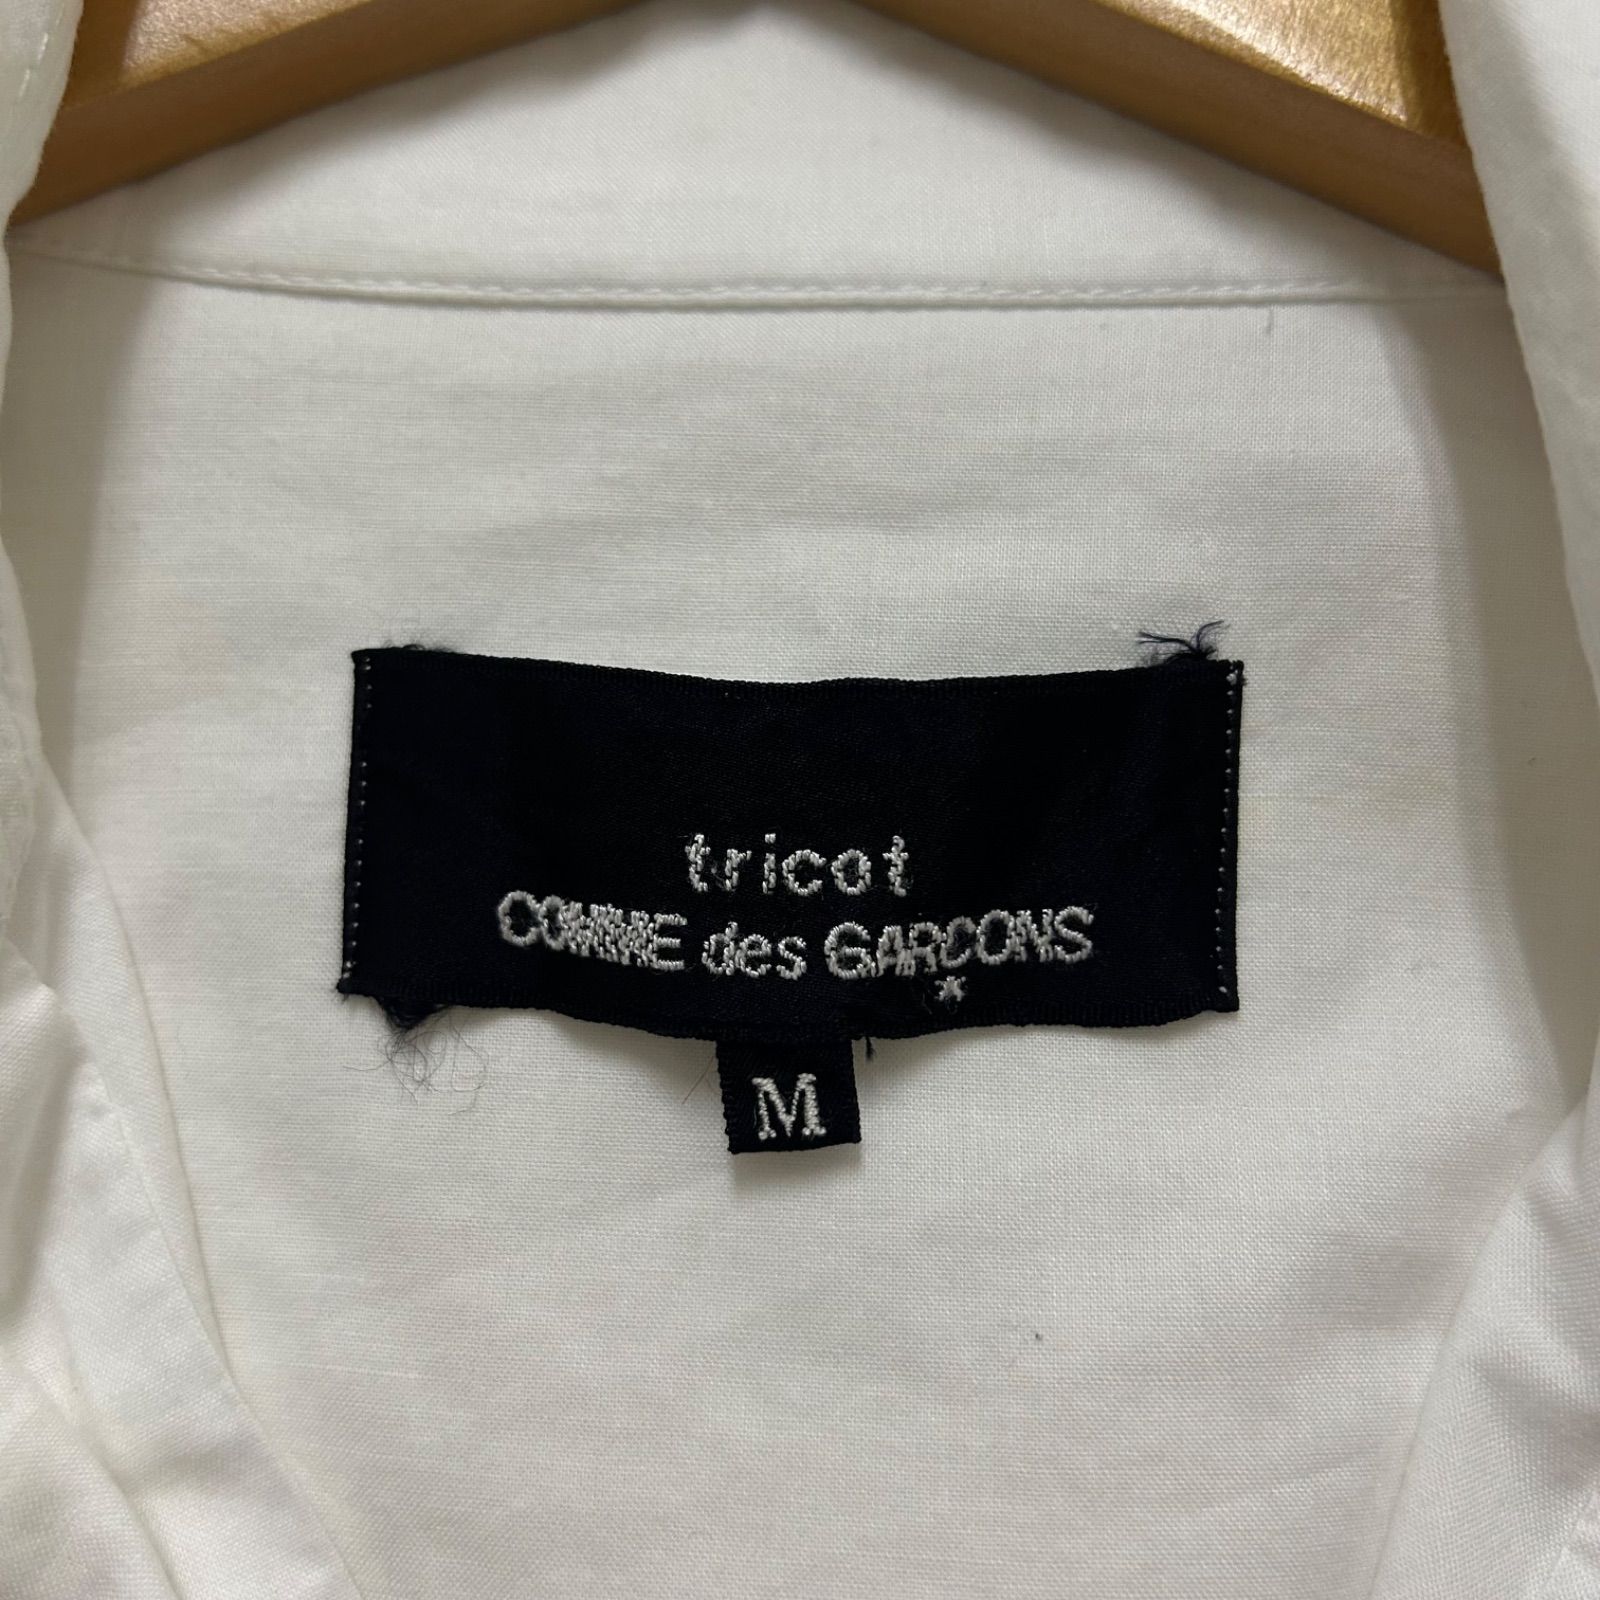 tricot
COMME des GARCONS
*
M